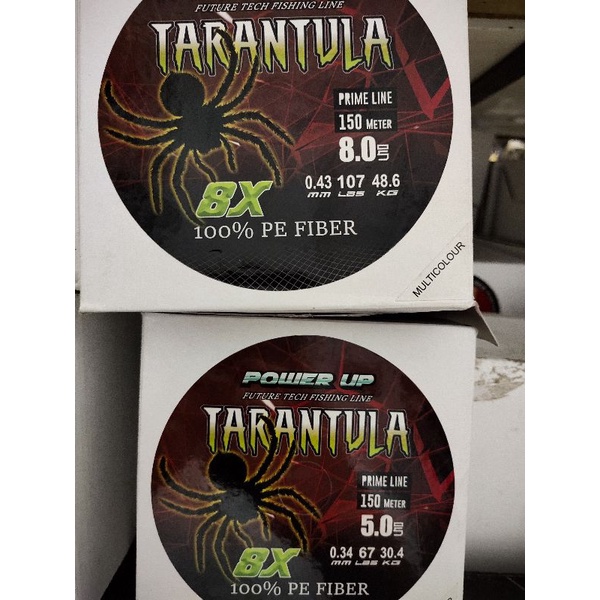 FUTURE TECH FISHING LINE
TARANTULA
PRIME LINE
150 METER
8.0
0.43 107 48.6
MM LBS KG
8X
100% PE FIBER
MULTICOLOUR
POWER UP
FUTURE TECH FISHING LINE
TARANTULA
PRIME LINE
150 METER
5.0
0.34 67 30.4
MM LBS KG
8X
100% PE FIBER